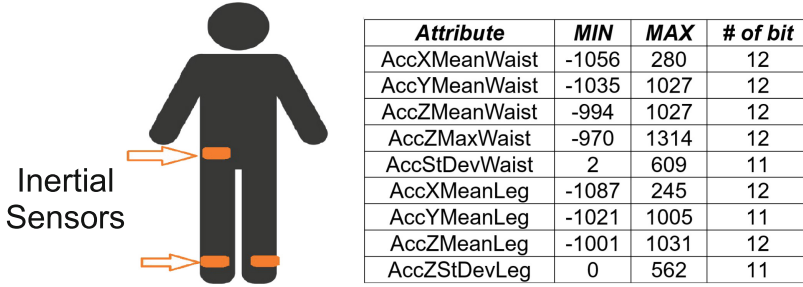 Inertial
Sensors
Attribute MIN MAX # of bit
AccXMeanWaist -1056 280 12
AccYMeanWaist -1035 1027 12
AccZMeanWaist -994 1027 12
AccZMaxWaist -970 1314 12
AccStDevWaist 2 609 11
AccXMeanLeg -1087 245 12
AccYMeanLeg -1021 1005 11
AccZMeanLeg -1001 1031 12
AccZStDevLeg 0 562 11